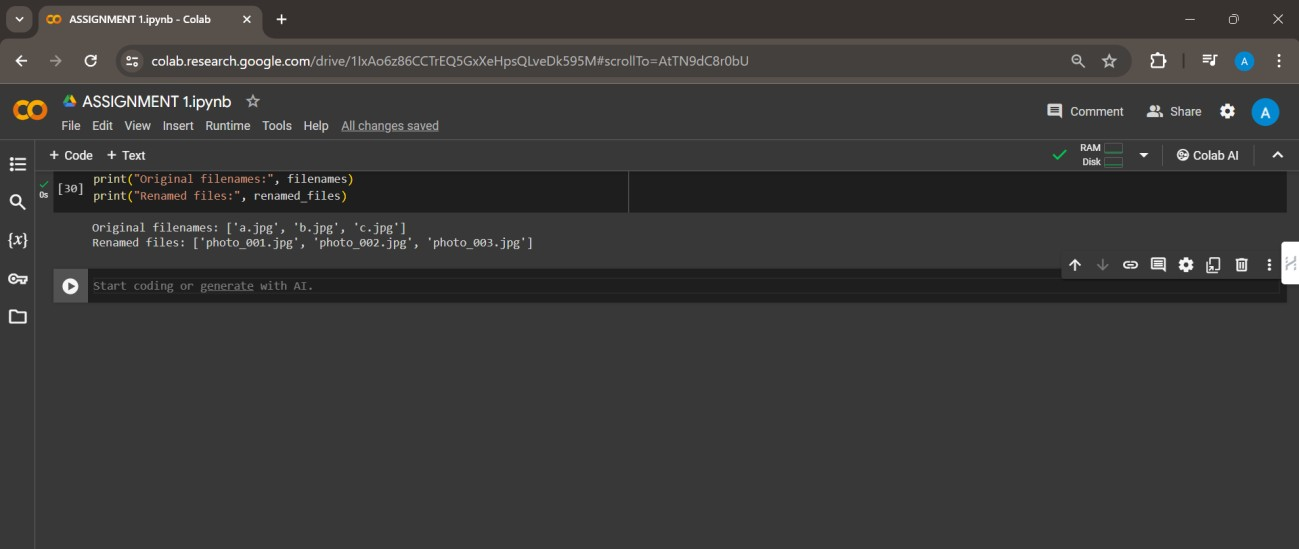 ASSIGNMENT 1.ipynb - Colab
colab.research.google.com/drive/1IxAo6z86CCTrEQ5GxXeHpsQLveDk595M#scrollTo=AtTN9dC8r0bU
A
CO ASSIGNMENT 1.ipynb
Comment Share A
File Edit View Insert Runtime Tools Help All changes saved
+ Code + Text
RAM
Disk
Colab AI
0s
[30] print("Original filenames:", filenames)
print("Renamed files:", renamed_files)
Original filenames: ['a.jpg', 'b.jpg', 'c.jpg']
Renamed files: ['photo_001.jpg', 'photo_002.jpg', 'photo_003.jpg']
{x}
Start coding or generate with AI.